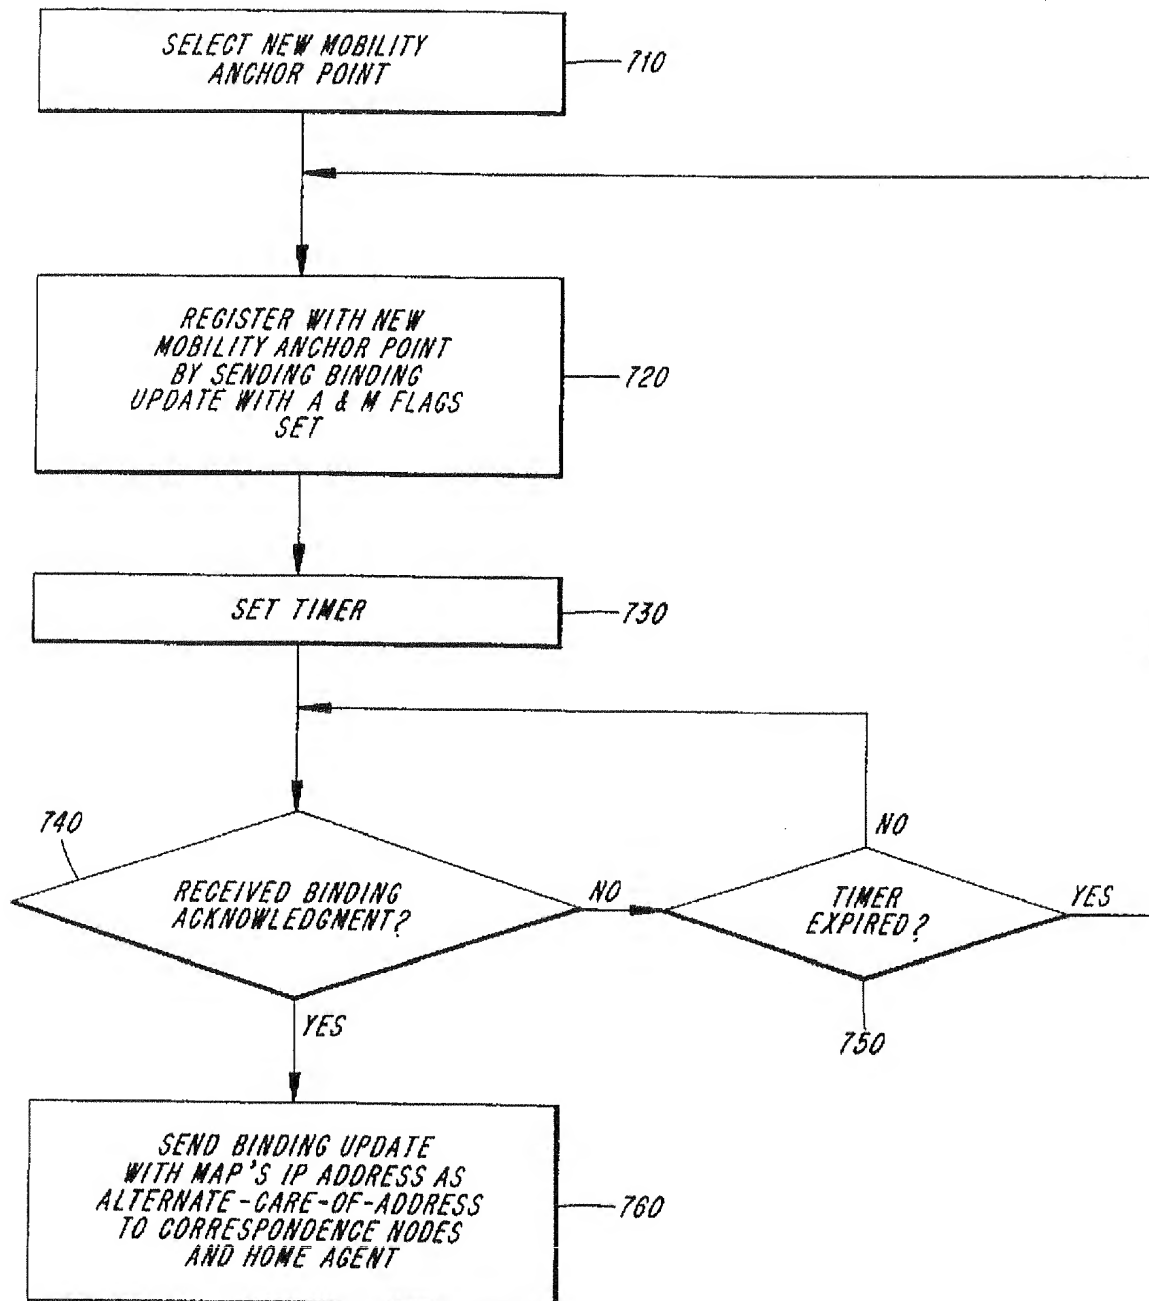 SELECT NEW MOBILITY
ANCHOR POINT
710
REGISTER WITH NEW
MOBILITY ANCHOR POINT
BY SENDING BINDING
UPDATE WITH A & M FLAGS
SET
720
SET TIMER
730
740
RECEIVED BINDING
ACKNOWLEDGMENT?
NO
NO
TIMER
EXPIRED?
YES
750
YES
SEND BINDING UPDATE
WITH MAP'S IP ADDRESS AS
ALTERNATE-CARE-OF-ADDRESS
TO CORRESPONDENCE NODES
AND HOME AGENT
760